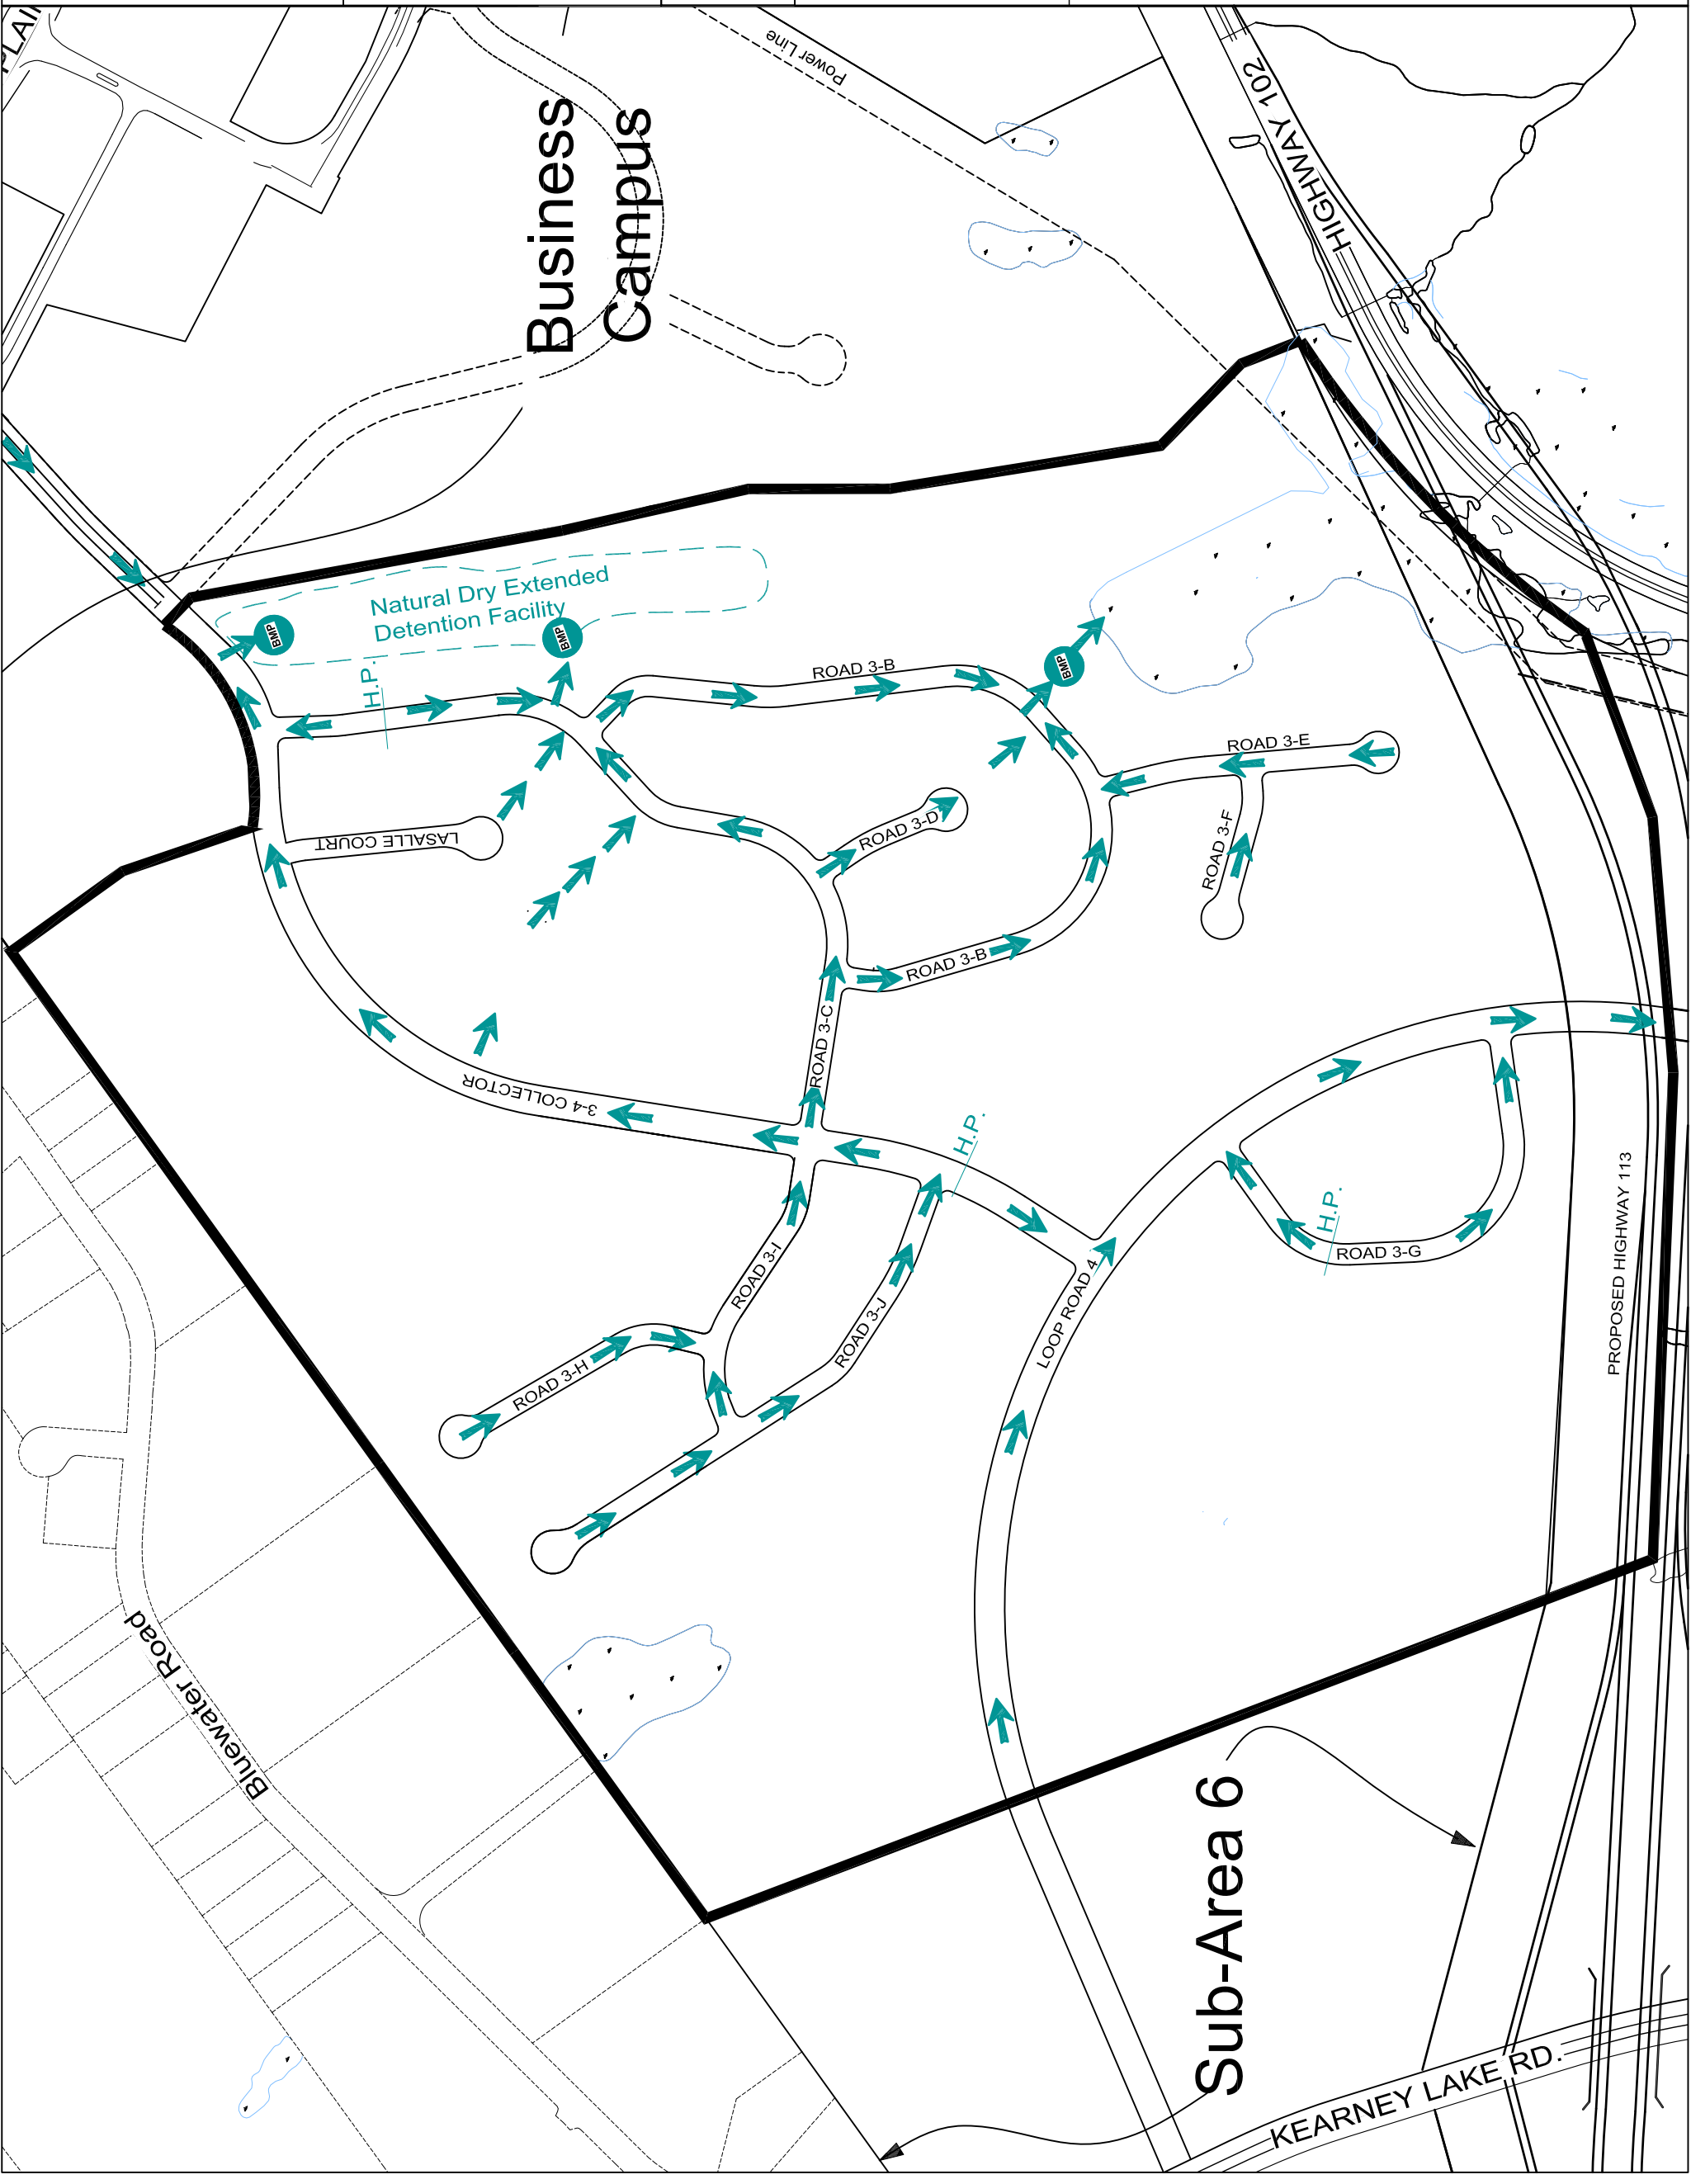 PLAIN
Power Line
HIGHWAY 102
Business
Campus
Natural Dry Extended
Detention Facility
BMP
BMP
BMP
H.P.
ROAD 3-B
ROAD 3-E
LASALLE COURT
ROAD 3-D
ROAD 3-F
ROAD 3-B
ROAD 3-C
3-4 COLLECTOR
H.P.
H.P.
ROAD 3-G
ROAD 3-I
ROAD 3-J
ROAD 3-H
LOOP ROAD 4
PROPOSED HIGHWAY 113
Bluewater Road
Sub-Area 6
KEARNEY LAKE RD.